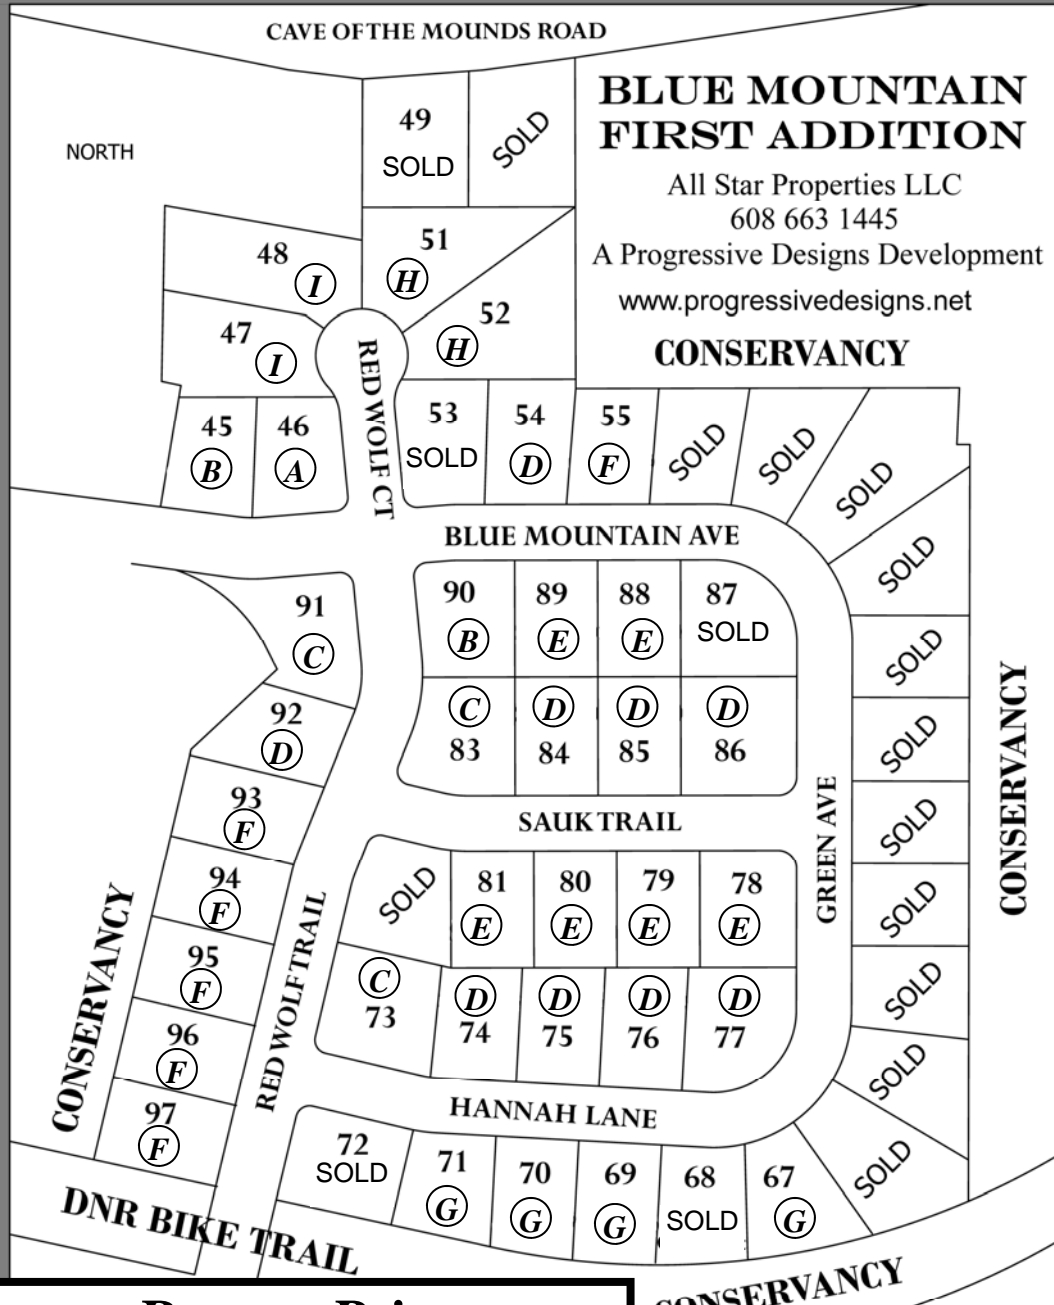 CAVE OF THE MOUNDS ROAD
BLUE MOUNTAIN
FIRST ADDITION
All Star Properties LLC
608 663 1445
A Progressive Designs Development
www.progressivedesigns.net
CONSERVANCY
NORTH
49
SOLD
SOLD
48
I
51
H
47
I
52
H
RED WOLF CT
45
B
46
A
53
SOLD
54
D
55
F
SOLD
SOLD
SOLD
SOLD
BLUE MOUNTAIN AVE
91
C
90
B
89
E
88
E
87
SOLD
SOLD
CONSERVANCY
92
D
C
83
D
84
D
85
D
86
SOLD
93
F
SAUK TRAIL
GREEN AVE
SOLD
94
F
SOLD
81
E
80
E
79
E
78
E
SOLD
CONSERVANCY
RED WOLF TRAIL
95
F
C
73
D
74
D
75
D
76
D
77
SOLD
96
F
SOLD
97
F
HANNAH LANE
72
SOLD
71
G
70
G
69
G
68
SOLD
67
G
SOLD
DNR BIKE TRAIL
CONSERVANCY